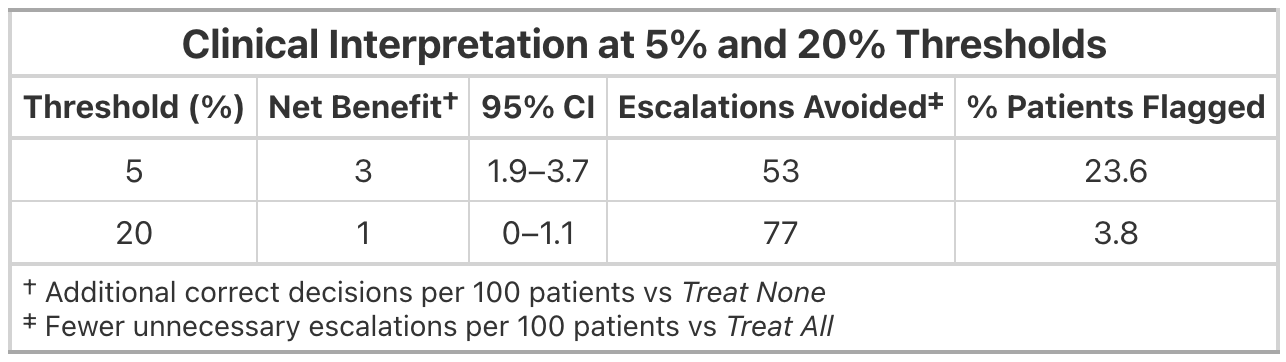 Clinical Interpretation at 5% and 20% Thresholds
Threshold (%) Net Benefit† 95% CI Escalations Avoided‡ % Patients Flagged
5 3 1.9–3.7 53 23.6
20 1 0–1.1 77 3.8
† Additional correct decisions per 100 patients vs Treat None
‡ Fewer unnecessary escalations per 100 patients vs Treat All